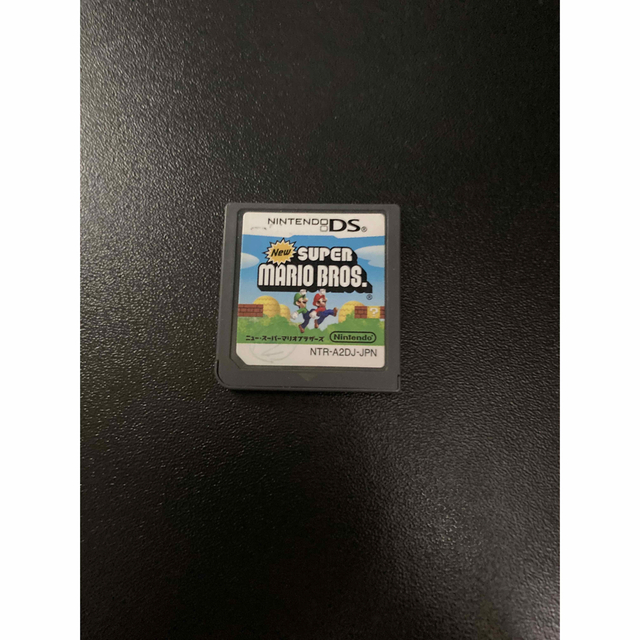 NINTENDO DS®
New SUPER
MARIO BROS.®
ニュー・スーパーマリオブラザーズ
Nintendo
NTR-A2DJ-JPN